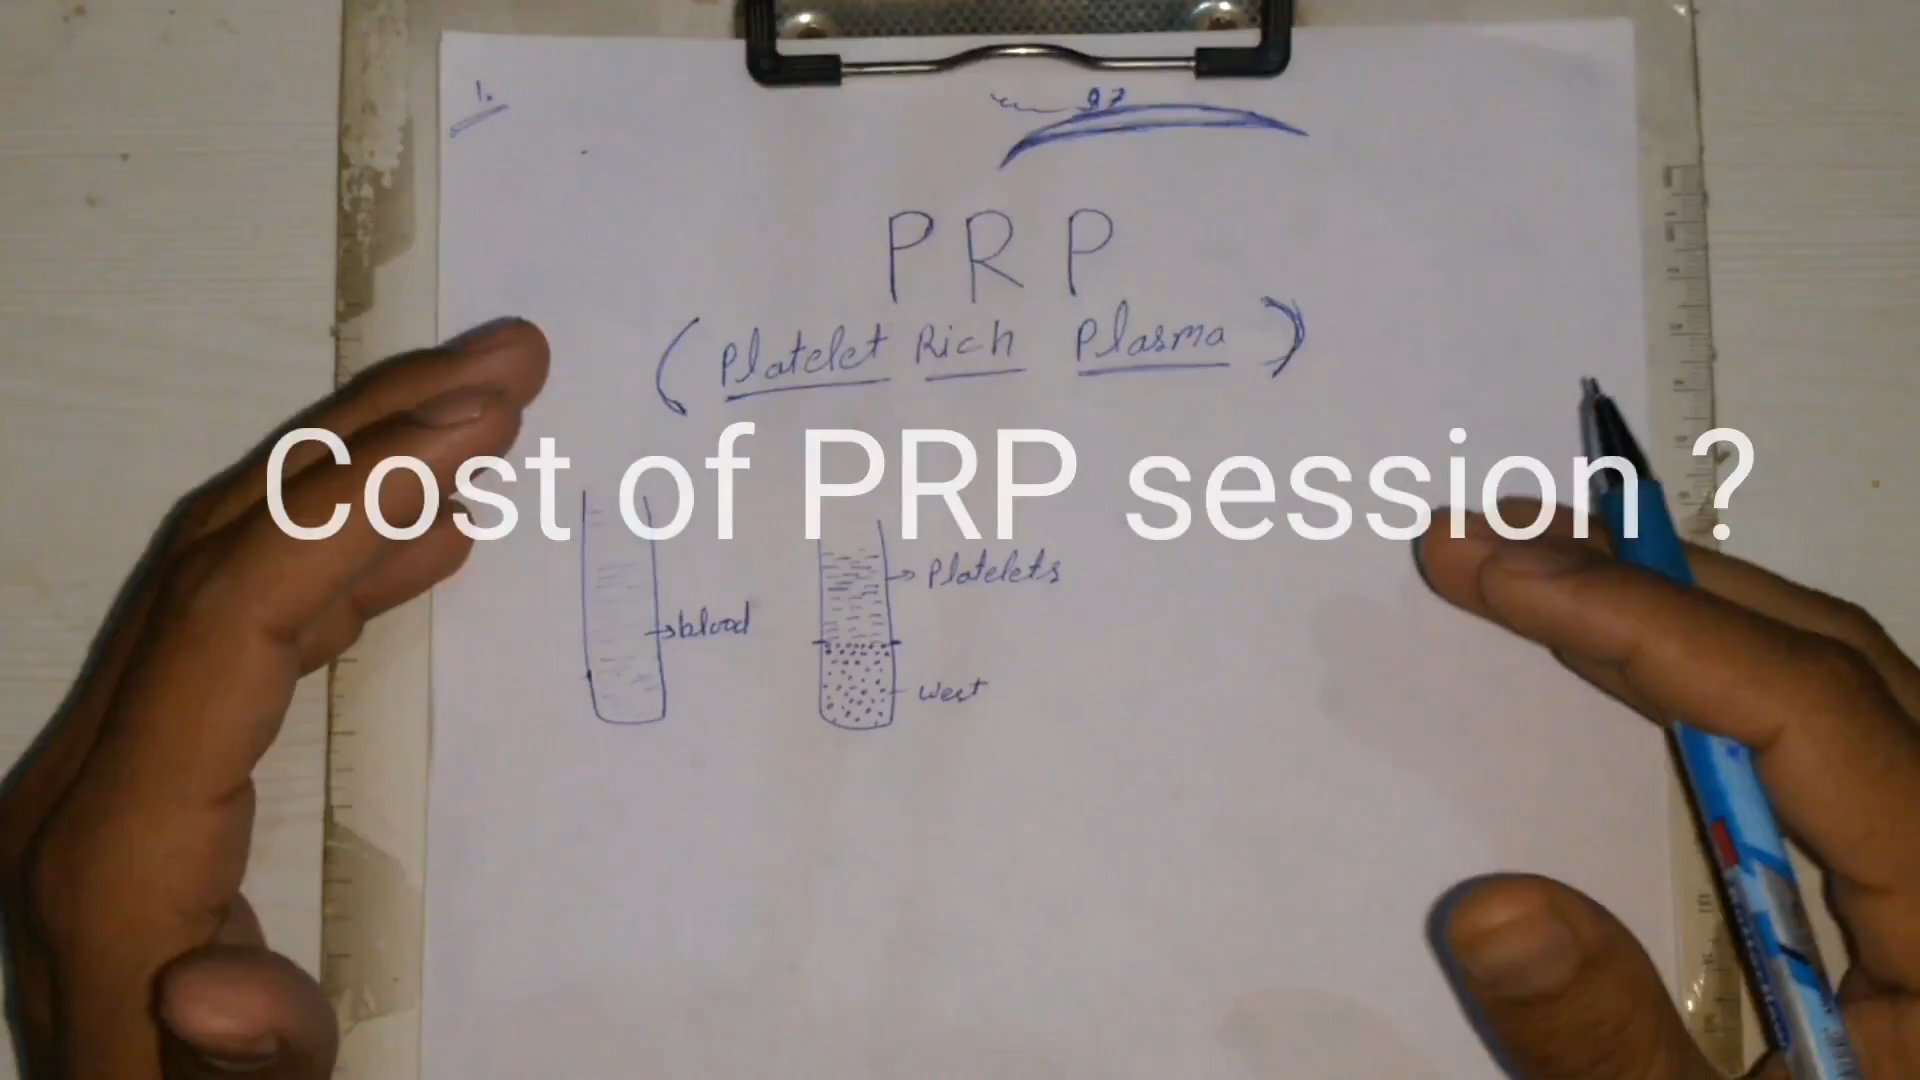 1.
PRP
(Platelet Rich Plasma)
Cost of PRP session ?
→ Platelets
→ blood
West